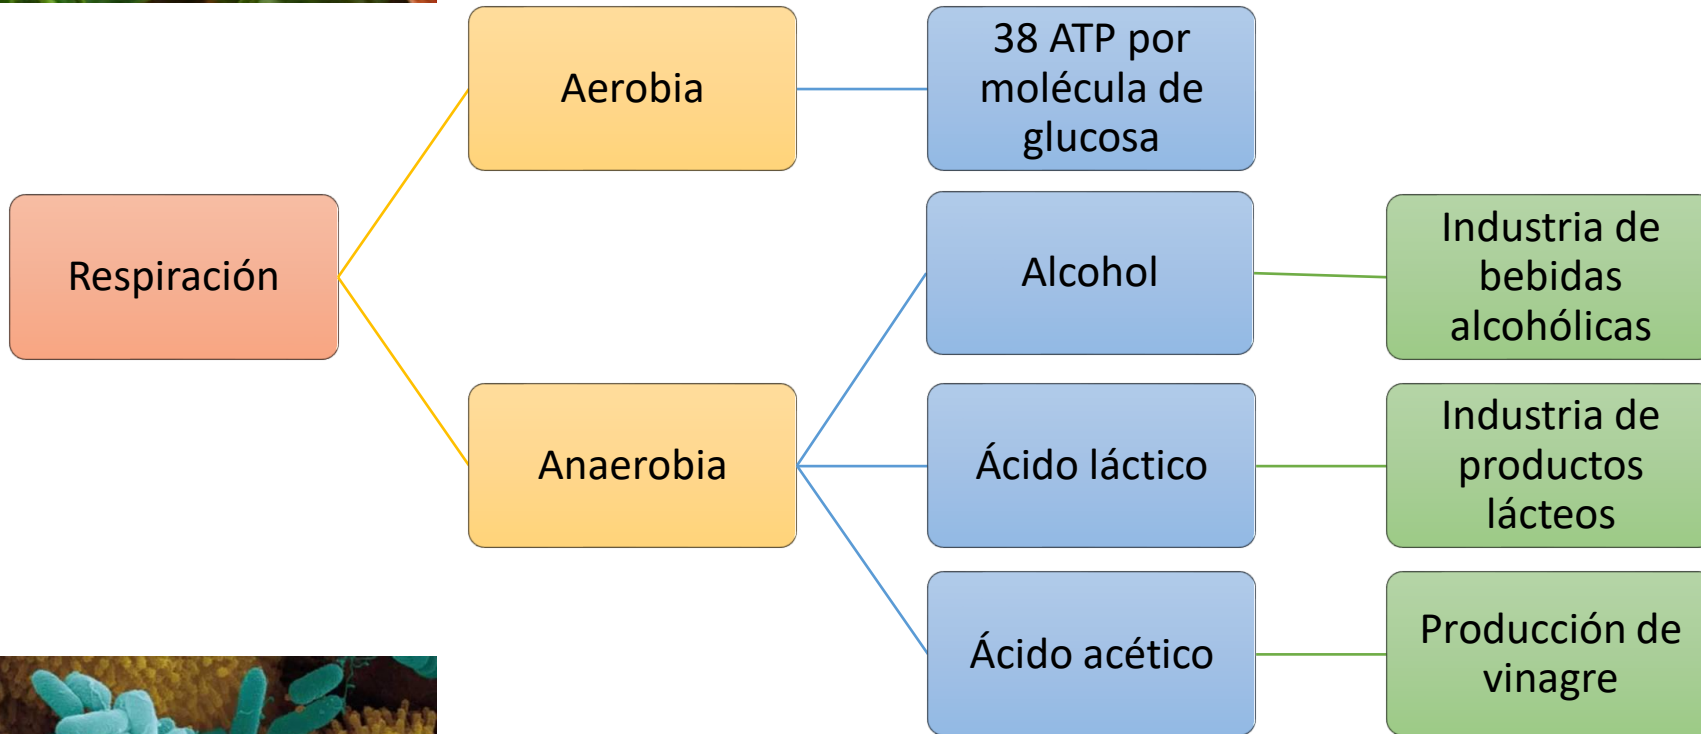 Respiración
Aerobia
38 ATP por
molécula de
glucosa
Anaerobia
Alcohol
Industria de
bebidas
alcohólicas
Ácido láctico
Industria de
productos
lácteos
Ácido acético
Producción de
vinagre